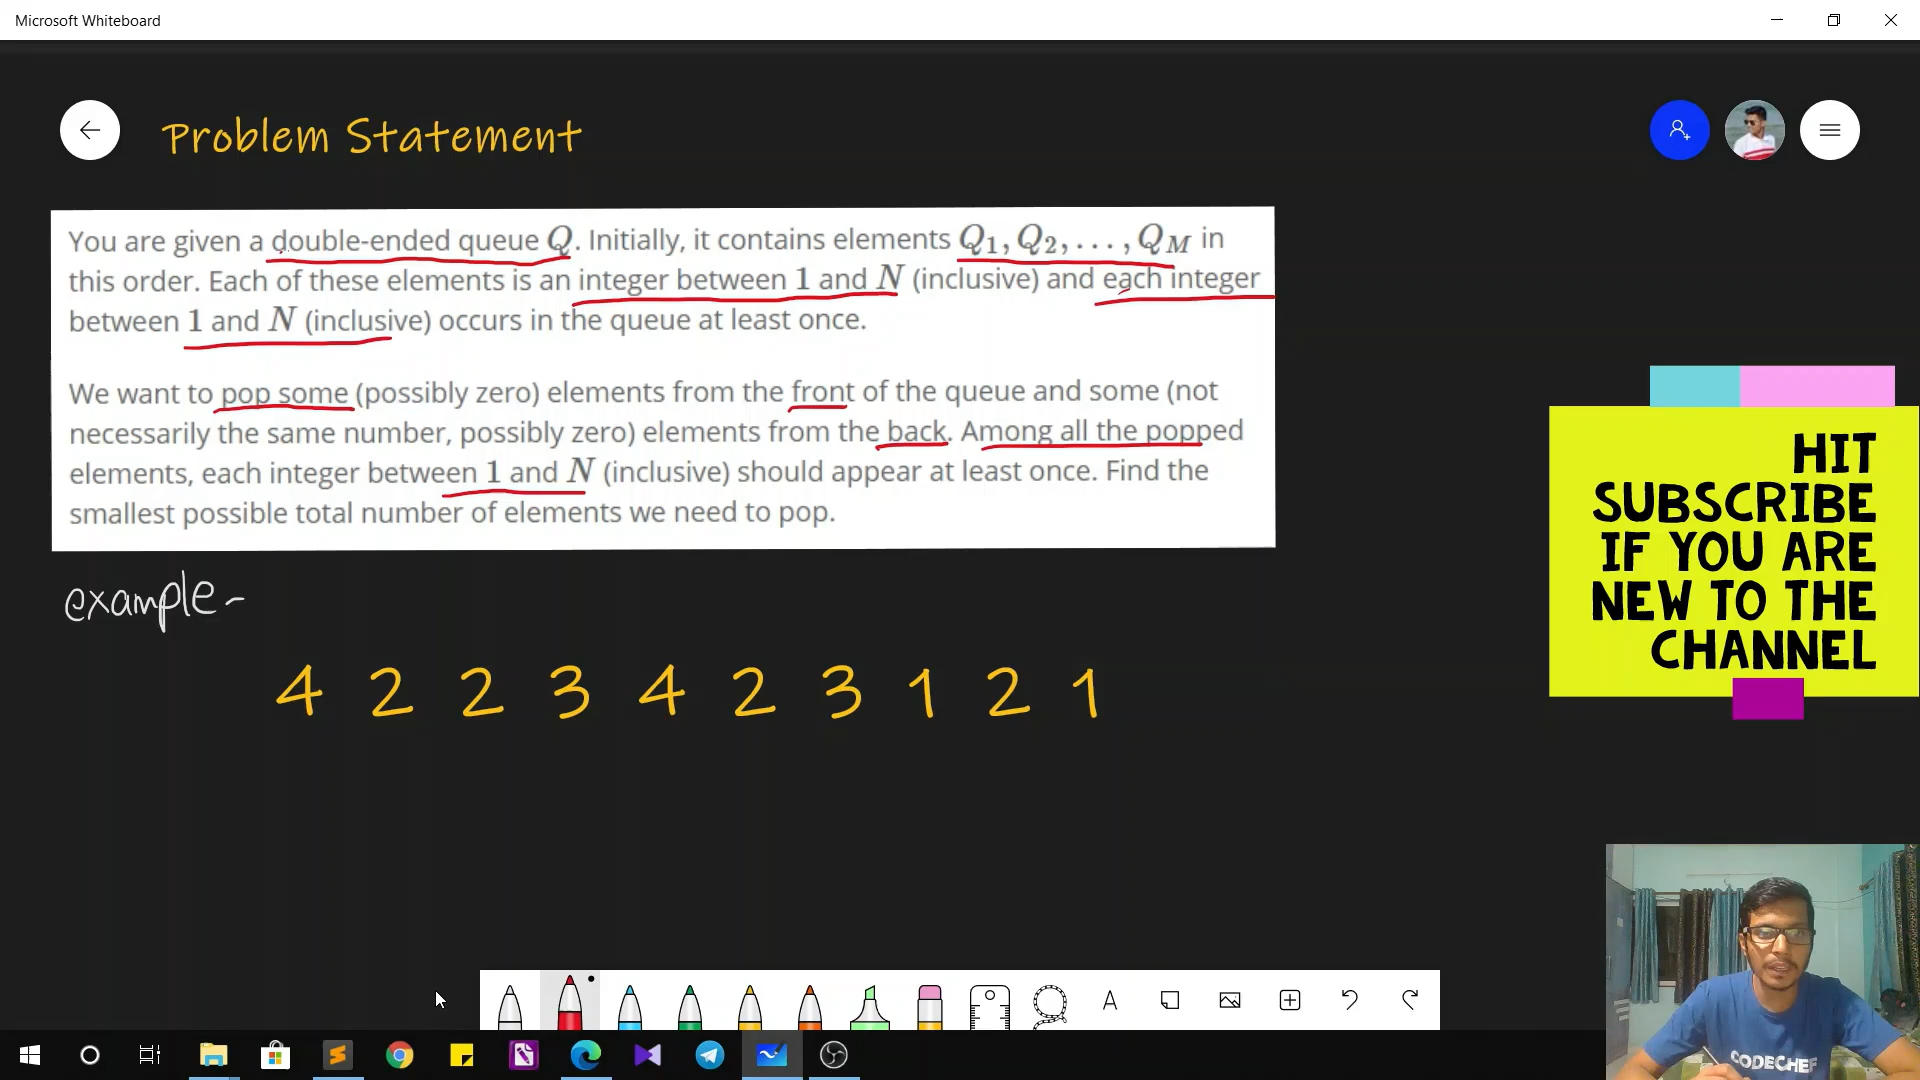 Microsoft Whiteboard
Problem Statement
You are given a double-ended queue Q. Initially, it contains elements Q1, Q2, ..., QM in
this order. Each of these elements is an integer between 1 and N (inclusive) and each integer
between 1 and N (inclusive) occurs in the queue at least once.
We want to pop some (possibly zero) elements from the front of the queue and some (not
necessarily the same number, possibly zero) elements from the back. Among all the popped
elements, each integer between 1 and N (inclusive) should appear at least once. Find the
smallest possible total number of elements we need to pop.
example-
4 2 2 3 4 2 3 1 2 1
HIT
SUBSCRIBE
IF YOU ARE
NEW TO THE
CHANNEL
CODECHEF